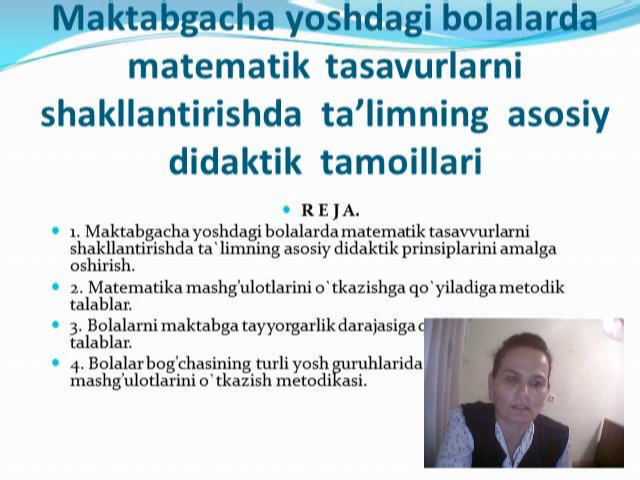 Maktabgacha yoshdagi bolalarda
matematik tasavurlarni
shakllantirishda ta’limning asosiy
didaktik tamoillari
R E J A.
1. Maktabgacha yoshdagi bolalarda matematik tasavvurlarni
shakllantirishda ta`limning asosiy didaktik prinsiplarini amalga
oshirish.
2. Matematika mashg’ulotlarini o`tkazishga qo`yiladiga metodik
talablar.
3. Bolalarni maktabga tayyorgarlik darajasiga
talablar.
4. Bolalar bog’chasining turli yosh guruhlarida
mashg’ulotlarini o`tkazish metodikasi.